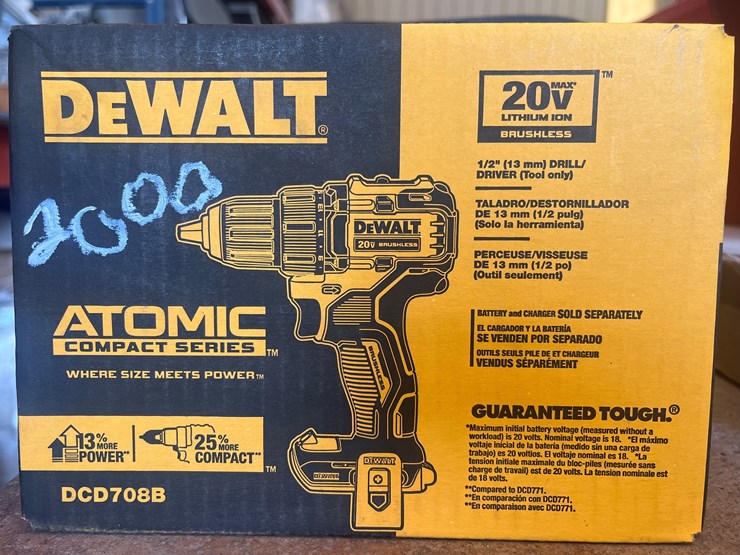 DEWALT®
2000
ATOMIC
COMPACT SERIES™
WHERE SIZE MEETS POWER™
13% MORE
POWER**
25% MORE
COMPACT**™
DCD708B
DEWALT
20V BRUSHLESS
BRUSHLESS
DEWALT
DEWALT
20V MAX*™
LITHIUM ION
BRUSHLESS
1/2" (13 mm) DRILL/
DRIVER (Tool only)
TALADRO/DESTORNILLADOR
DE 13 mm (1/2 pulg)
(Solo la herramienta)
PERCEUSE/VISSEUSE
DE 13 mm (1/2 po)
(Outil seulement)
BATTERY and CHARGER SOLD SEPARATELY
EL CARGADOR Y LA BATERÍA
SE VENDEN POR SEPARADO
OUTILS SEULS PILE DE ET CHARGEUR
VENDUS SÉPARÉMENT
GUARANTEED TOUGH.®
*Maximum initial battery voltage (measured without a
workload) is 20 volts. Nominal voltage is 18. *El máximo
voltaje inicial de la batería (medido sin una carga de
trabajo) es 20 voltios. El voltaje nominal es 18. *La
tension initiale maximale du bloc-piles (mesurée sans
charge de travail) est de 20 volts. La tension nominale est
de 18 volts.
**Compared to DCD771.
**En comparación con DCD771.
**En comparaison avec DCD771.